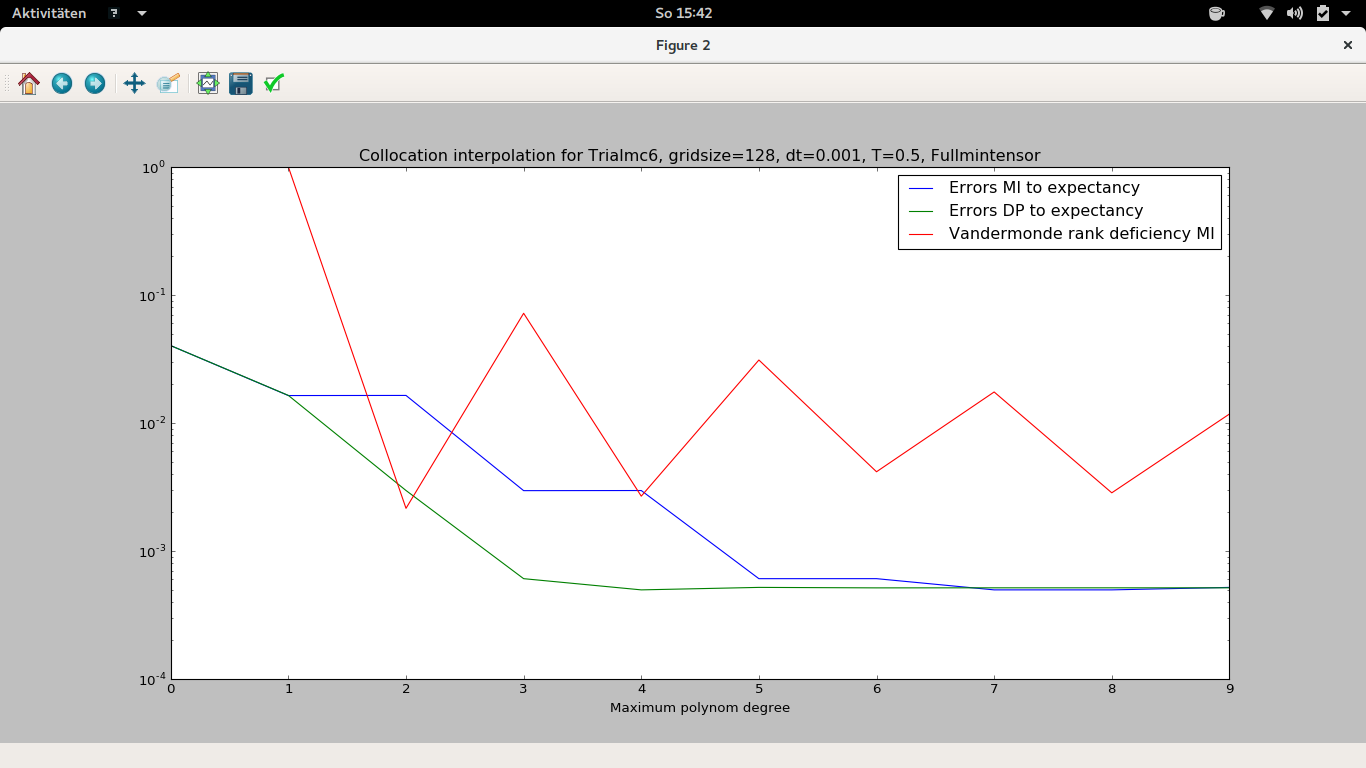 Aktivitäten ? So 15:42
Figure 2
Collocation interpolation for Trialmc6, gridsize=128, dt=0.001, T=0.5, Fullmintensor
Errors MI to expectancy
Errors DP to expectancy
Vandermonde rank deficiency MI
10^0
10^-1
10^-2
10^-3
10^-4
0 1 2 3 4 5 6 7 8 9
Maximum polynom degree